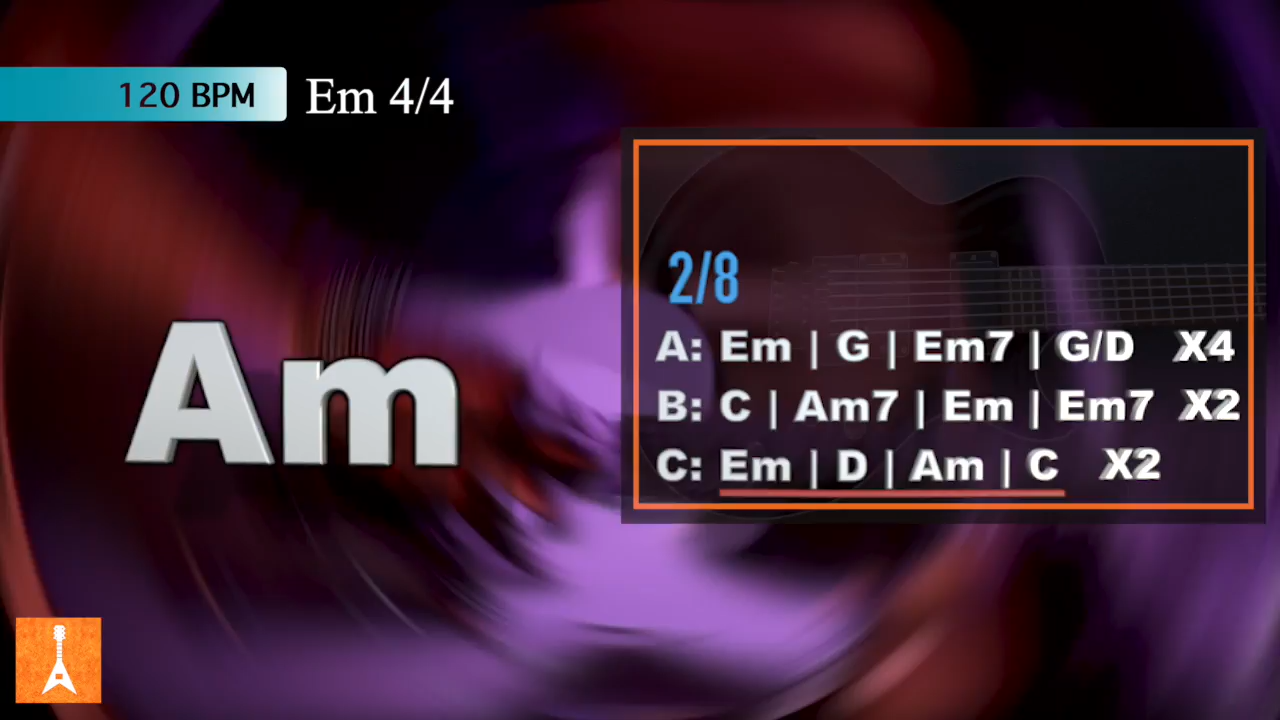 120 BPM Em 4/4
Am
2/8
A: Em | G | Em7 | G/D X4
B: C | Am7 | Em | Em7 X2
C: Em | D | Am | C X2